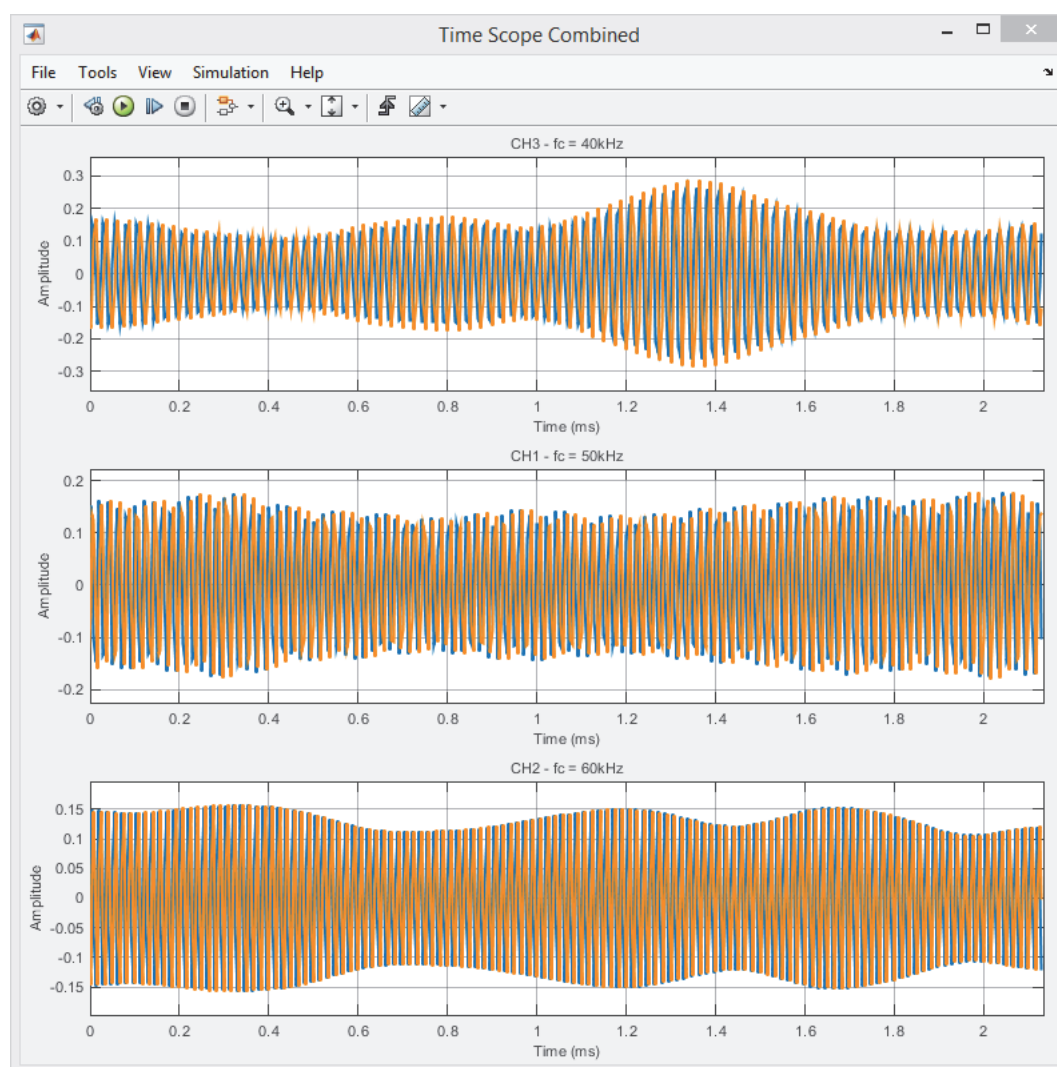 Time Scope Combined
File Tools View Simulation Help
CH3 - fc = 40kHz
0.3
0.2
0.1
0
-0.1
-0.2
-0.3
Amplitude
0 0.2 0.4 0.6 0.8 1 1.2 1.4 1.6 1.8 2
Time (ms)
CH1 - fc = 50kHz
0.2
0.1
0
-0.1
-0.2
Amplitude
0 0.2 0.4 0.6 0.8 1 1.2 1.4 1.6 1.8 2
Time (ms)
CH2 - fc = 60kHz
0.15
0.1
0.05
0
-0.05
-0.1
-0.15
Amplitude
0 0.2 0.4 0.6 0.8 1 1.2 1.4 1.6 1.8 2
Time (ms)